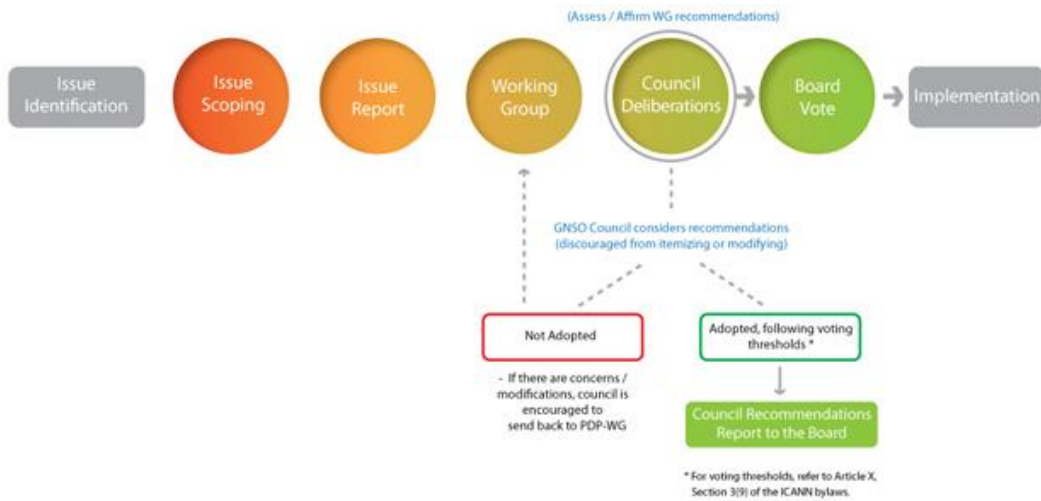 (Assess / Affirm WG recommendations)
Issue
Identification
Issue
Scoping
Issue
Report
Working
Group
Council
Deliberations
Board
Vote
Implementation
GNSO Council considers recommendations
(discouraged from itemizing or modifying)
Not Adopted
- If there are concerns /
modifications, council is
encouraged to
send back to PDP-WG
Adopted, following voting
thresholds *
Council Recommendations
Report to the Board
* For voting thresholds, refer to Article X,
Section 3(9) of the ICANN bylaws.